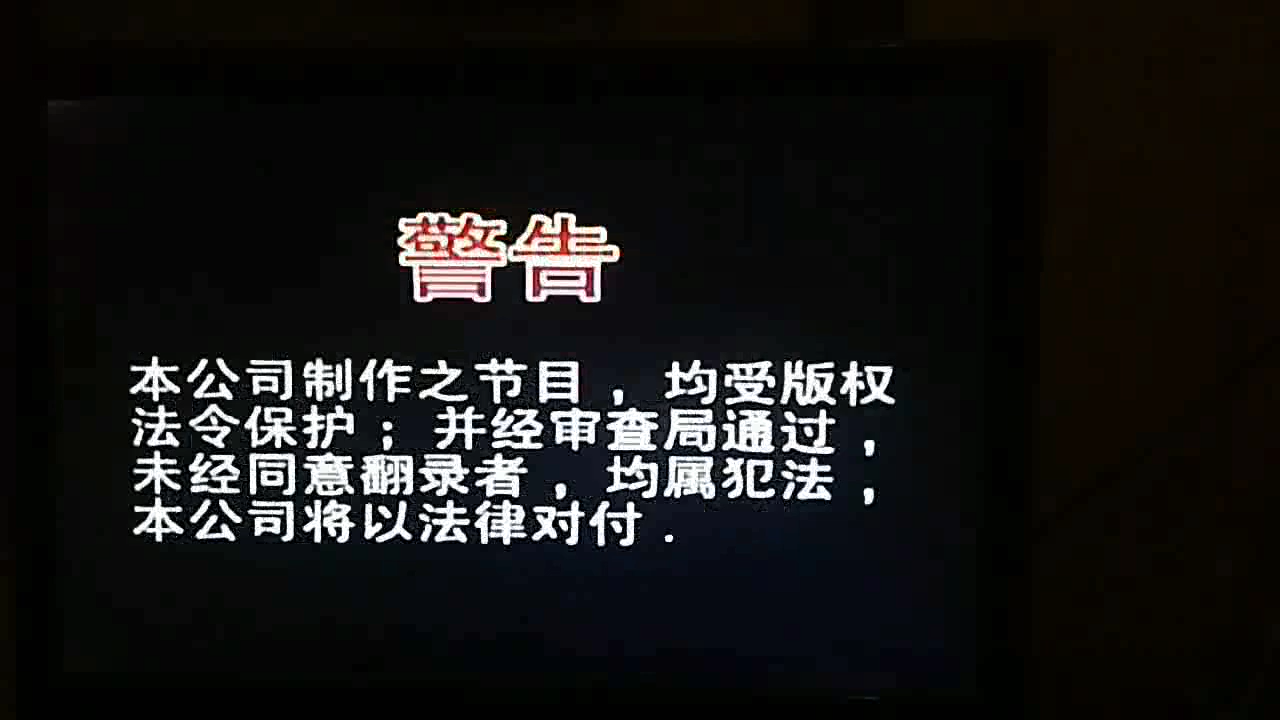 警告
本公司制作之节目，均受版权
法令保护；并经审查局通过，
未经同意翻录者，均属犯法，
本公司将以法律对付．